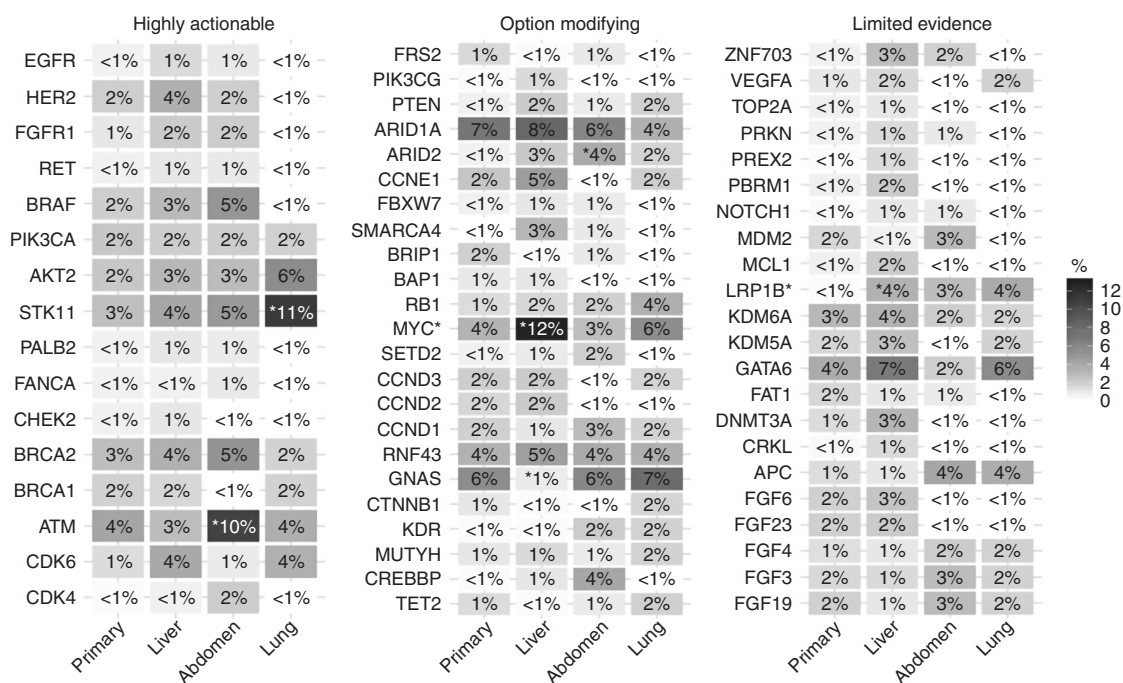 Highly actionable
EGFR <1% 1% 1% <1%
HER2 2% 4% 2% <1%
FGFR1 1% 2% 2% <1%
RET <1% 1% 1% <1%
BRAF 2% 3% 5% <1%
PIK3CA 2% 2% 2% 2%
AKT2 2% 3% 3% 6%
STK11 3% 4% 5% *11%
PALB2 <1% 1% 1% <1%
FANCA <1% <1% 1% <1%
CHEK2 <1% 1% <1% <1%
BRCA2 3% 4% 5% 2%
BRCA1 2% 2% <1% 2%
ATM 4% 3% *10% 4%
CDK6 1% 4% 1% 4%
CDK4 <1% <1% 2% <1%
Primary Liver Abdomen Lung
Option modifying
FRS2 1% <1% 1% <1%
PIK3CG <1% 1% <1% <1%
PTEN <1% 2% 1% 2%
ARID1A 7% 8% 6% 4%
ARID2 <1% 3% *4% 2%
CCNE1 2% 5% <1% 2%
FBXW7 <1% 1% 1% <1%
SMARCA4 <1% 3% 1% <1%
BRIP1 2% <1% 1% <1%
BAP1 1% 1% <1% <1%
RB1 1% 2% 2% 4%
MYC* 4% *12% 3% 6%
SETD2 <1% 1% 2% <1%
CCND3 2% 2% <1% 2%
CCND2 2% 2% <1% <1%
CCND1 2% 1% 3% 2%
RNF43 4% 5% 4% 4%
GNAS 6% *1% 6% 7%
CTNNB1 1% <1% <1% 2%
KDR <1% <1% 2% 2%
MUTYH 1% 1% 1% 2%
CREBBP <1% 1% 4% <1%
TET2 1% <1% 1% 2%
Primary Liver Abdomen Lung
Limited evidence
ZNF703 <1% 3% 2% <1%
VEGFA 1% 2% <1% 2%
TOP2A <1% 1% <1% <1%
PRKN <1% 1% 1% <1%
PREX2 <1% 1% <1% <1%
PBRM1 <1% 2% <1% <1%
NOTCH1 <1% 1% 1% <1%
MDM2 2% <1% 3% <1%
MCL1 <1% 2% <1% <1%
LRP1B* <1% *4% 3% 4%
KDM6A 3% 4% 2% 2%
KDM5A 2% 3% <1% 2%
GATA6 4% 7% 2% 6%
FAT1 2% 1% 1% <1%
DNMT3A 1% 3% <1% <1%
CRKL <1% 1% <1% <1%
APC 1% 1% 4% 4%
FGF6 2% 3% <1% <1%
FGF23 2% 2% <1% <1%
FGF4 1% 1% 2% 2%
FGF3 2% 1% 3% 2%
FGF19 2% 1% 3% 2%
Primary Liver Abdomen Lung
%
12
10
8
6
4
2
0